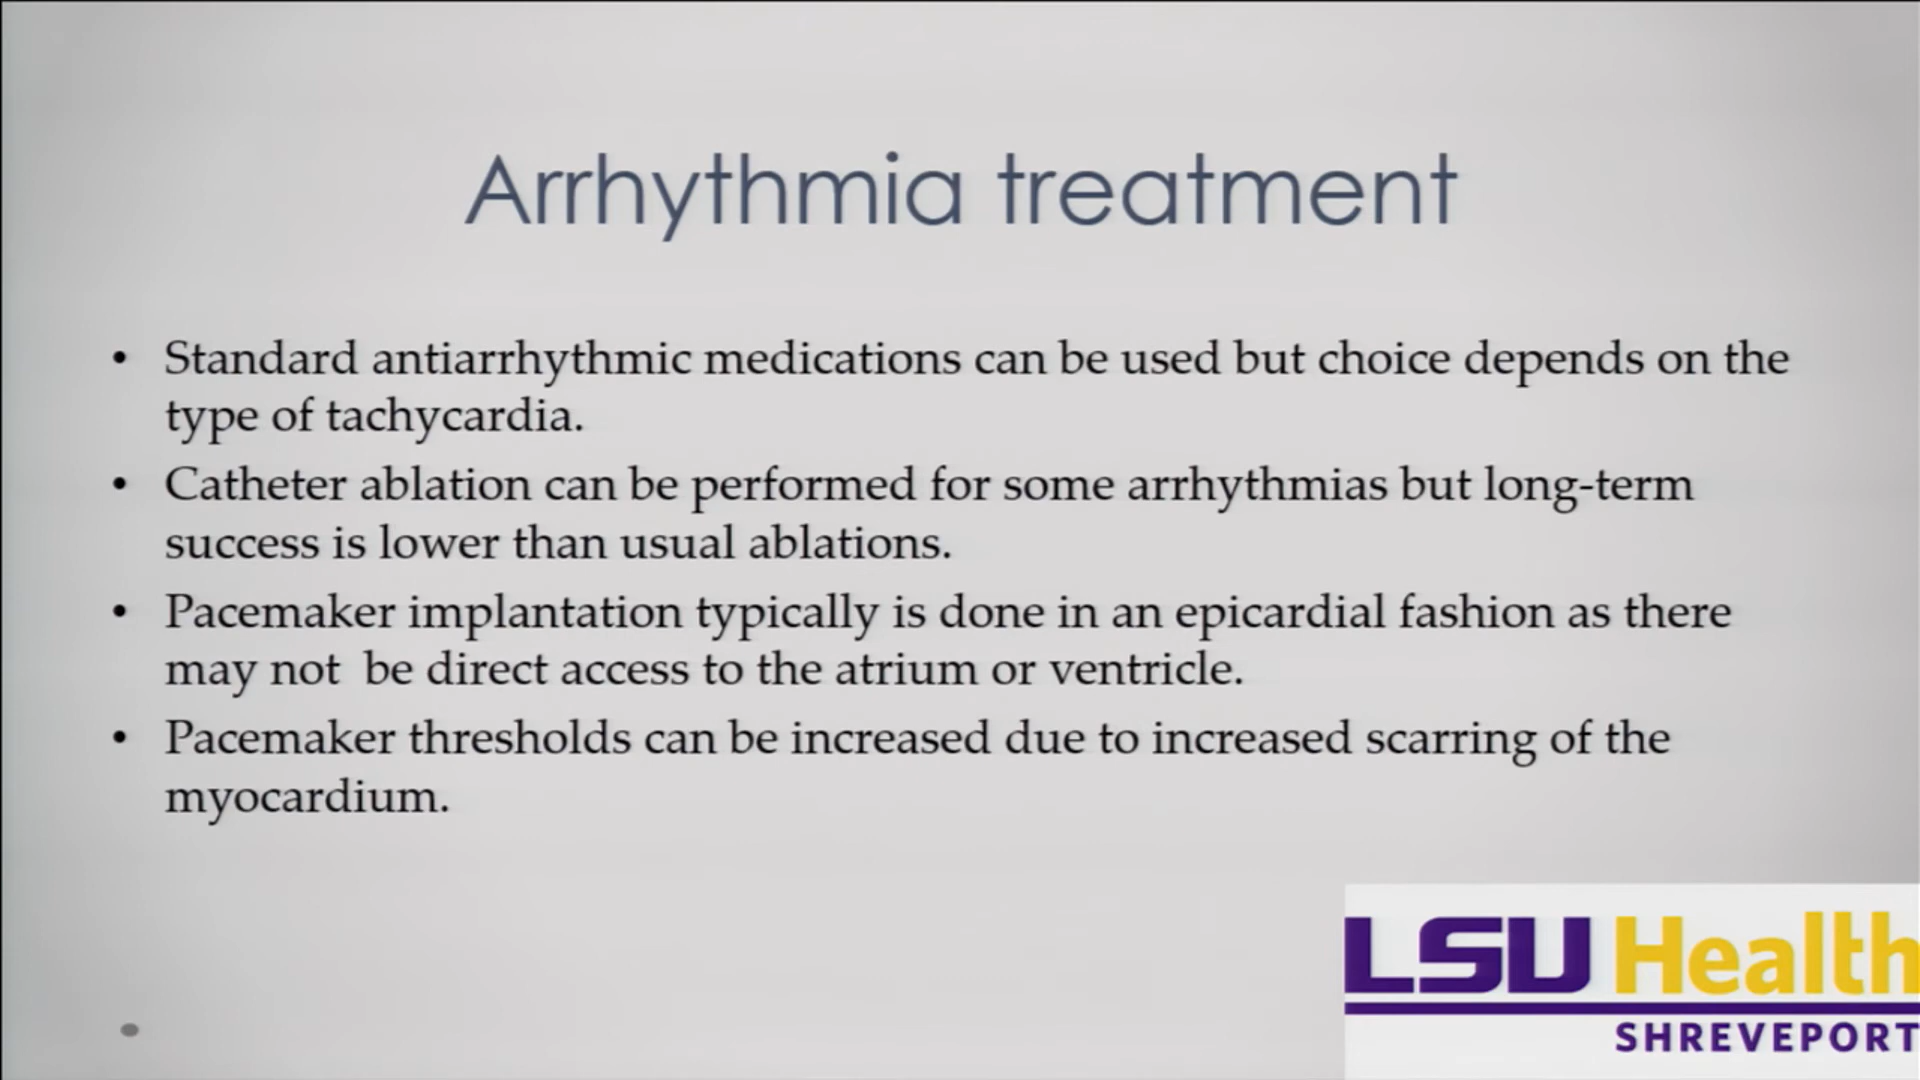 Arrhythmia treatment
• Standard antiarrhythmic medications can be used but choice depends on the
type of tachycardia.
• Catheter ablation can be performed for some arrhythmias but long-term
success is lower than usual ablations.
• Pacemaker implantation typically is done in an epicardial fashion as there
may not  be direct access to the atrium or ventricle.
• Pacemaker thresholds can be increased due to increased scarring of the
myocardium.
LSU Health
SHREVEPORT